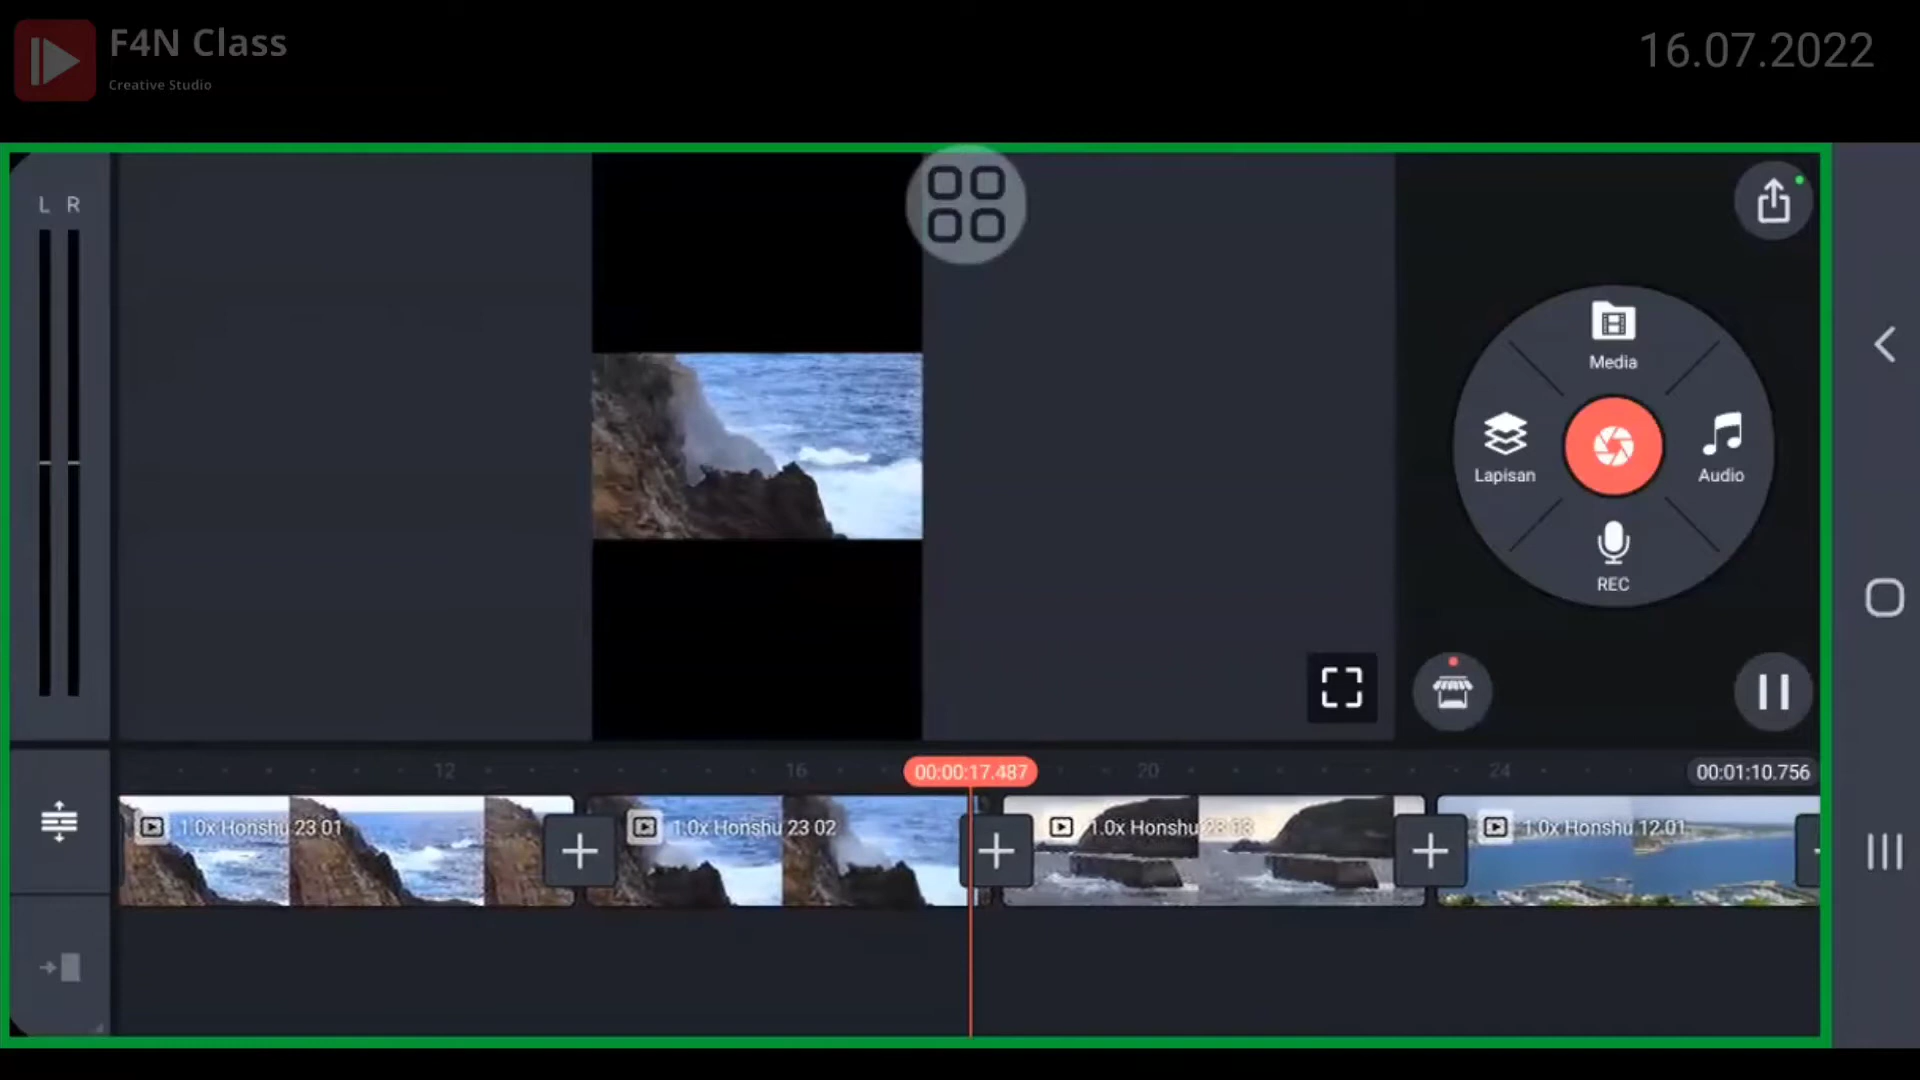 F4N Class
Creative Studio
16.07.2022
L R
Media
Lapisan
Audio
REC
12
16
00:00:17.487
20
24
00:01:10.756
1.0x Honshu 23 01
1.0x Honshu 23 02
1.0x Honshu 23 03
1.0x Honshu 12.01